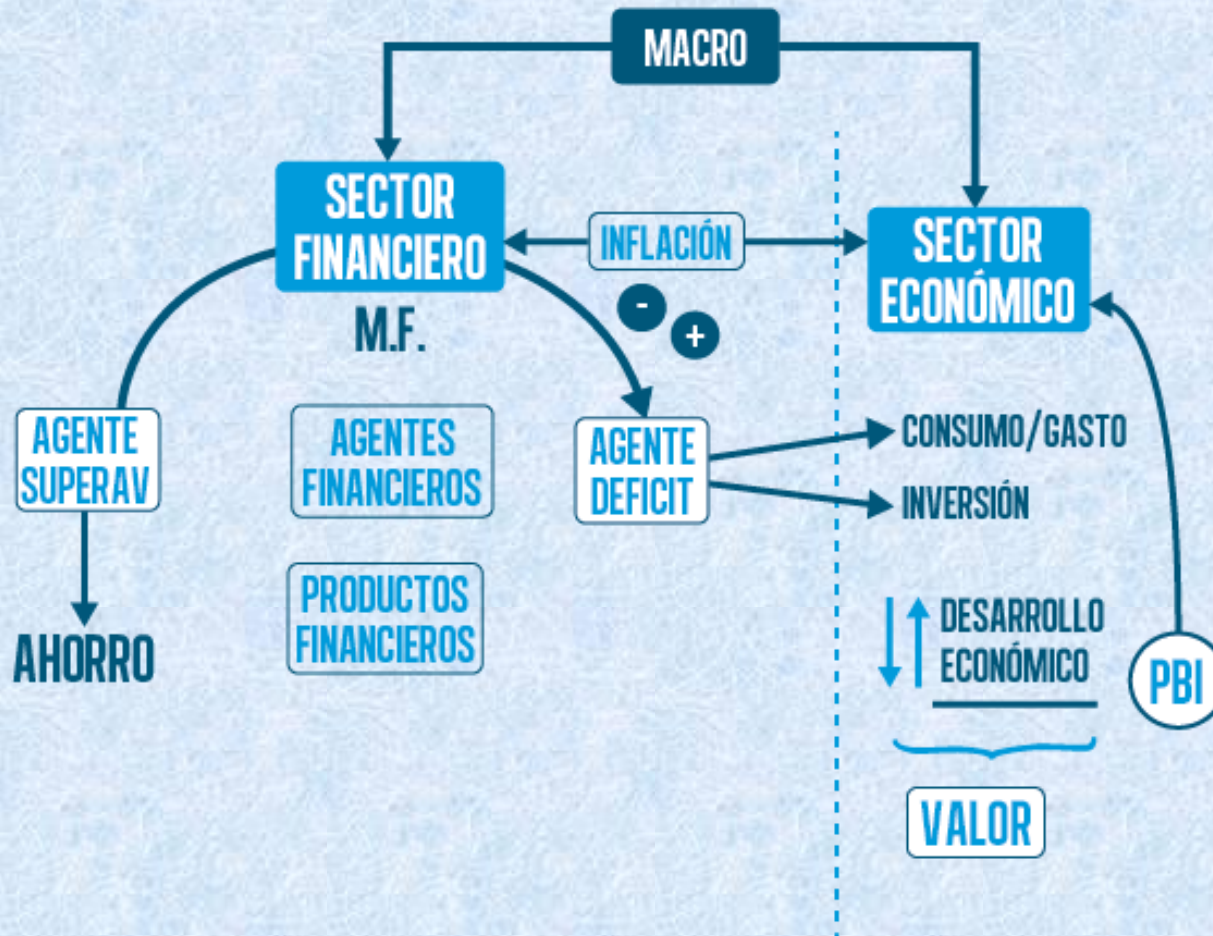 MACRO
SECTOR
FINANCIERO
M.F.
INFLACIÓN
-
+
SECTOR
ECONÓMICO
AGENTE
SUPERAV
AHORRO
AGENTES
FINANCIEROS
PRODUCTOS
FINANCIEROS
AGENTE
DEFICIT
CONSUMO/GASTO
INVERSIÓN
DESARROLLO
ECONÓMICO
PBI
VALOR